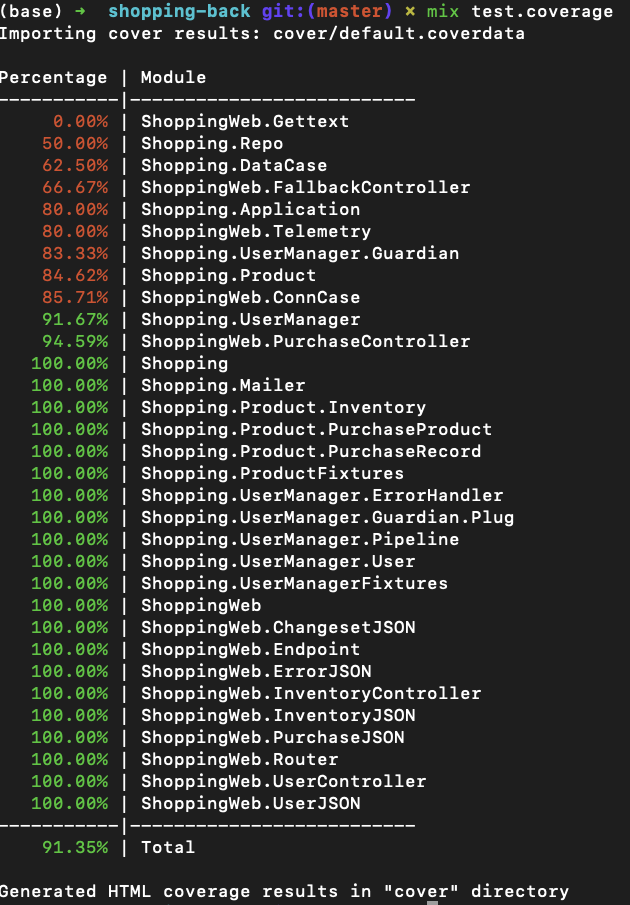 (base) → shopping-back git:(master) × mix test.coverage
Importing cover results: cover/default.coverdata
Percentage | Module
-----------|--------------------------
0.00% | ShoppingWeb.Gettext
50.00% | Shopping.Repo
62.50% | Shopping.DataCase
66.67% | ShoppingWeb.FallbackController
80.00% | Shopping.Application
80.00% | ShoppingWeb.Telemetry
83.33% | Shopping.UserManager.Guardian
84.62% | Shopping.Product
85.71% | ShoppingWeb.ConnCase
91.67% | Shopping.UserManager
94.59% | ShoppingWeb.PurchaseController
100.00% | Shopping
100.00% | Shopping.Mailer
100.00% | Shopping.Product.Inventory
100.00% | Shopping.Product.PurchaseProduct
100.00% | Shopping.Product.PurchaseRecord
100.00% | Shopping.ProductFixtures
100.00% | Shopping.UserManager.ErrorHandler
100.00% | Shopping.UserManager.Guardian.Plug
100.00% | Shopping.UserManager.Pipeline
100.00% | Shopping.UserManager.User
100.00% | Shopping.UserManagerFixtures
100.00% | ShoppingWeb
100.00% | ShoppingWeb.ChangesetJSON
100.00% | ShoppingWeb.Endpoint
100.00% | ShoppingWeb.ErrorJSON
100.00% | ShoppingWeb.InventoryController
100.00% | ShoppingWeb.InventoryJSON
100.00% | ShoppingWeb.PurchaseJSON
100.00% | ShoppingWeb.Router
100.00% | ShoppingWeb.UserController
100.00% | ShoppingWeb.UserJSON
-----------|--------------------------
91.35% | Total
Generated HTML coverage results in "cover" directory